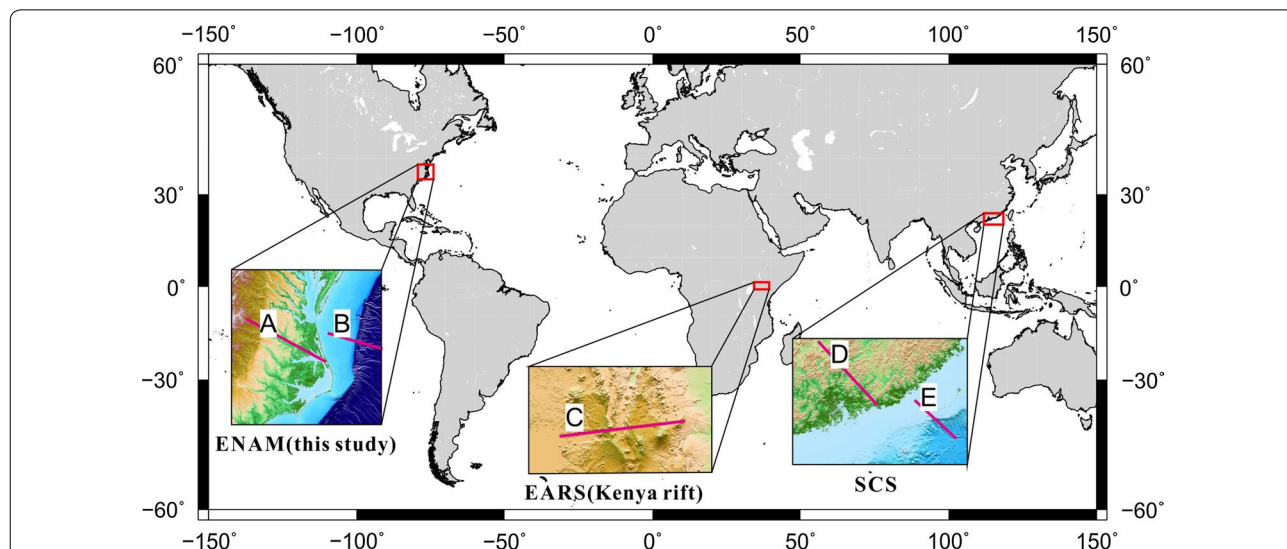 −150˚ −100˚ −50˚ 0˚ 50˚ 100˚ 150˚
60˚ 60˚
30˚ 30˚
0˚ 0˚
A B
D
−30˚ −30˚
E
C
ENAM(this study)
SCS
EARS(Kenya rift)
−60˚ −60˚
−150˚ −100˚ −50˚ 0˚ 50˚ 100˚ 150˚